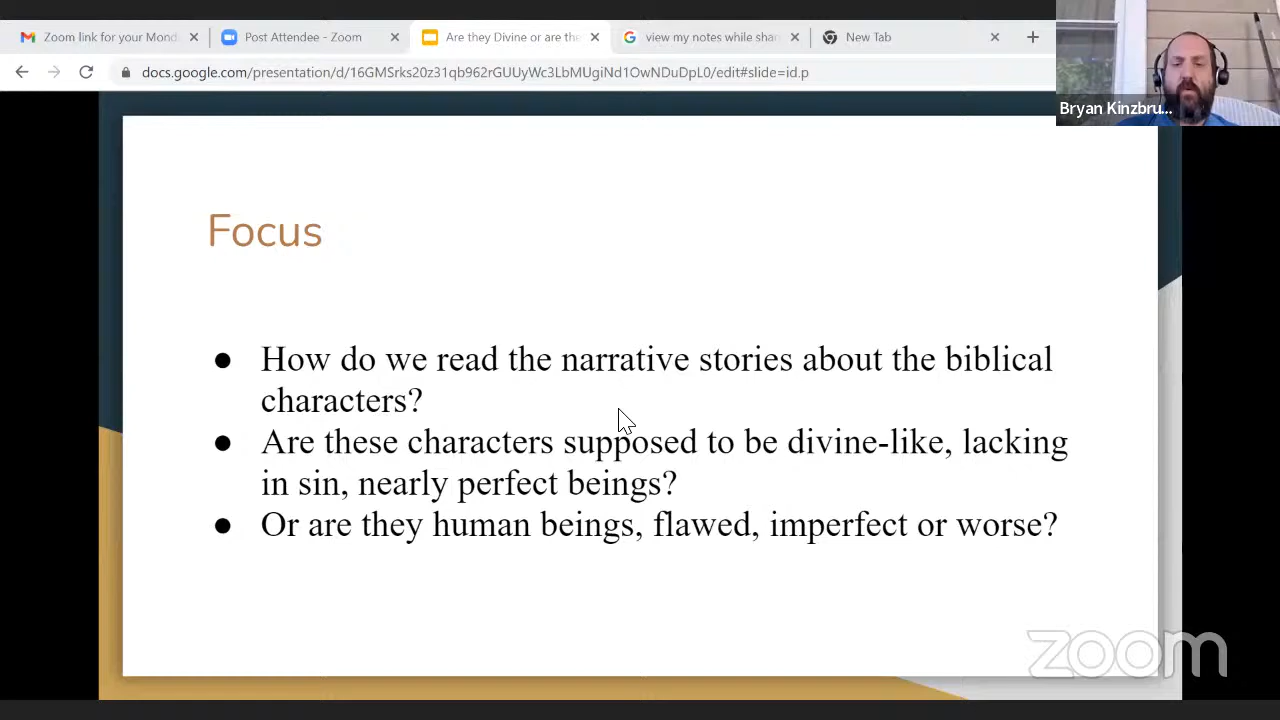 Zoom link for your Mond
Post Attendee - Zoom
Are they Divine or are the
view my notes while shar
New Tab
docs.google.com/presentation/d/16GMSrks20z31qb962rGUUyWc3LbMUgiNd1OwNDuDpL0/edit#slide=id.p
Bryan Kinzbru...
Focus
● How do we read the narrative stories about the biblical
characters?
● Are these characters supposed to be divine-like, lacking
in sin, nearly perfect beings?
● Or are they human beings, flawed, imperfect or worse?
zoom